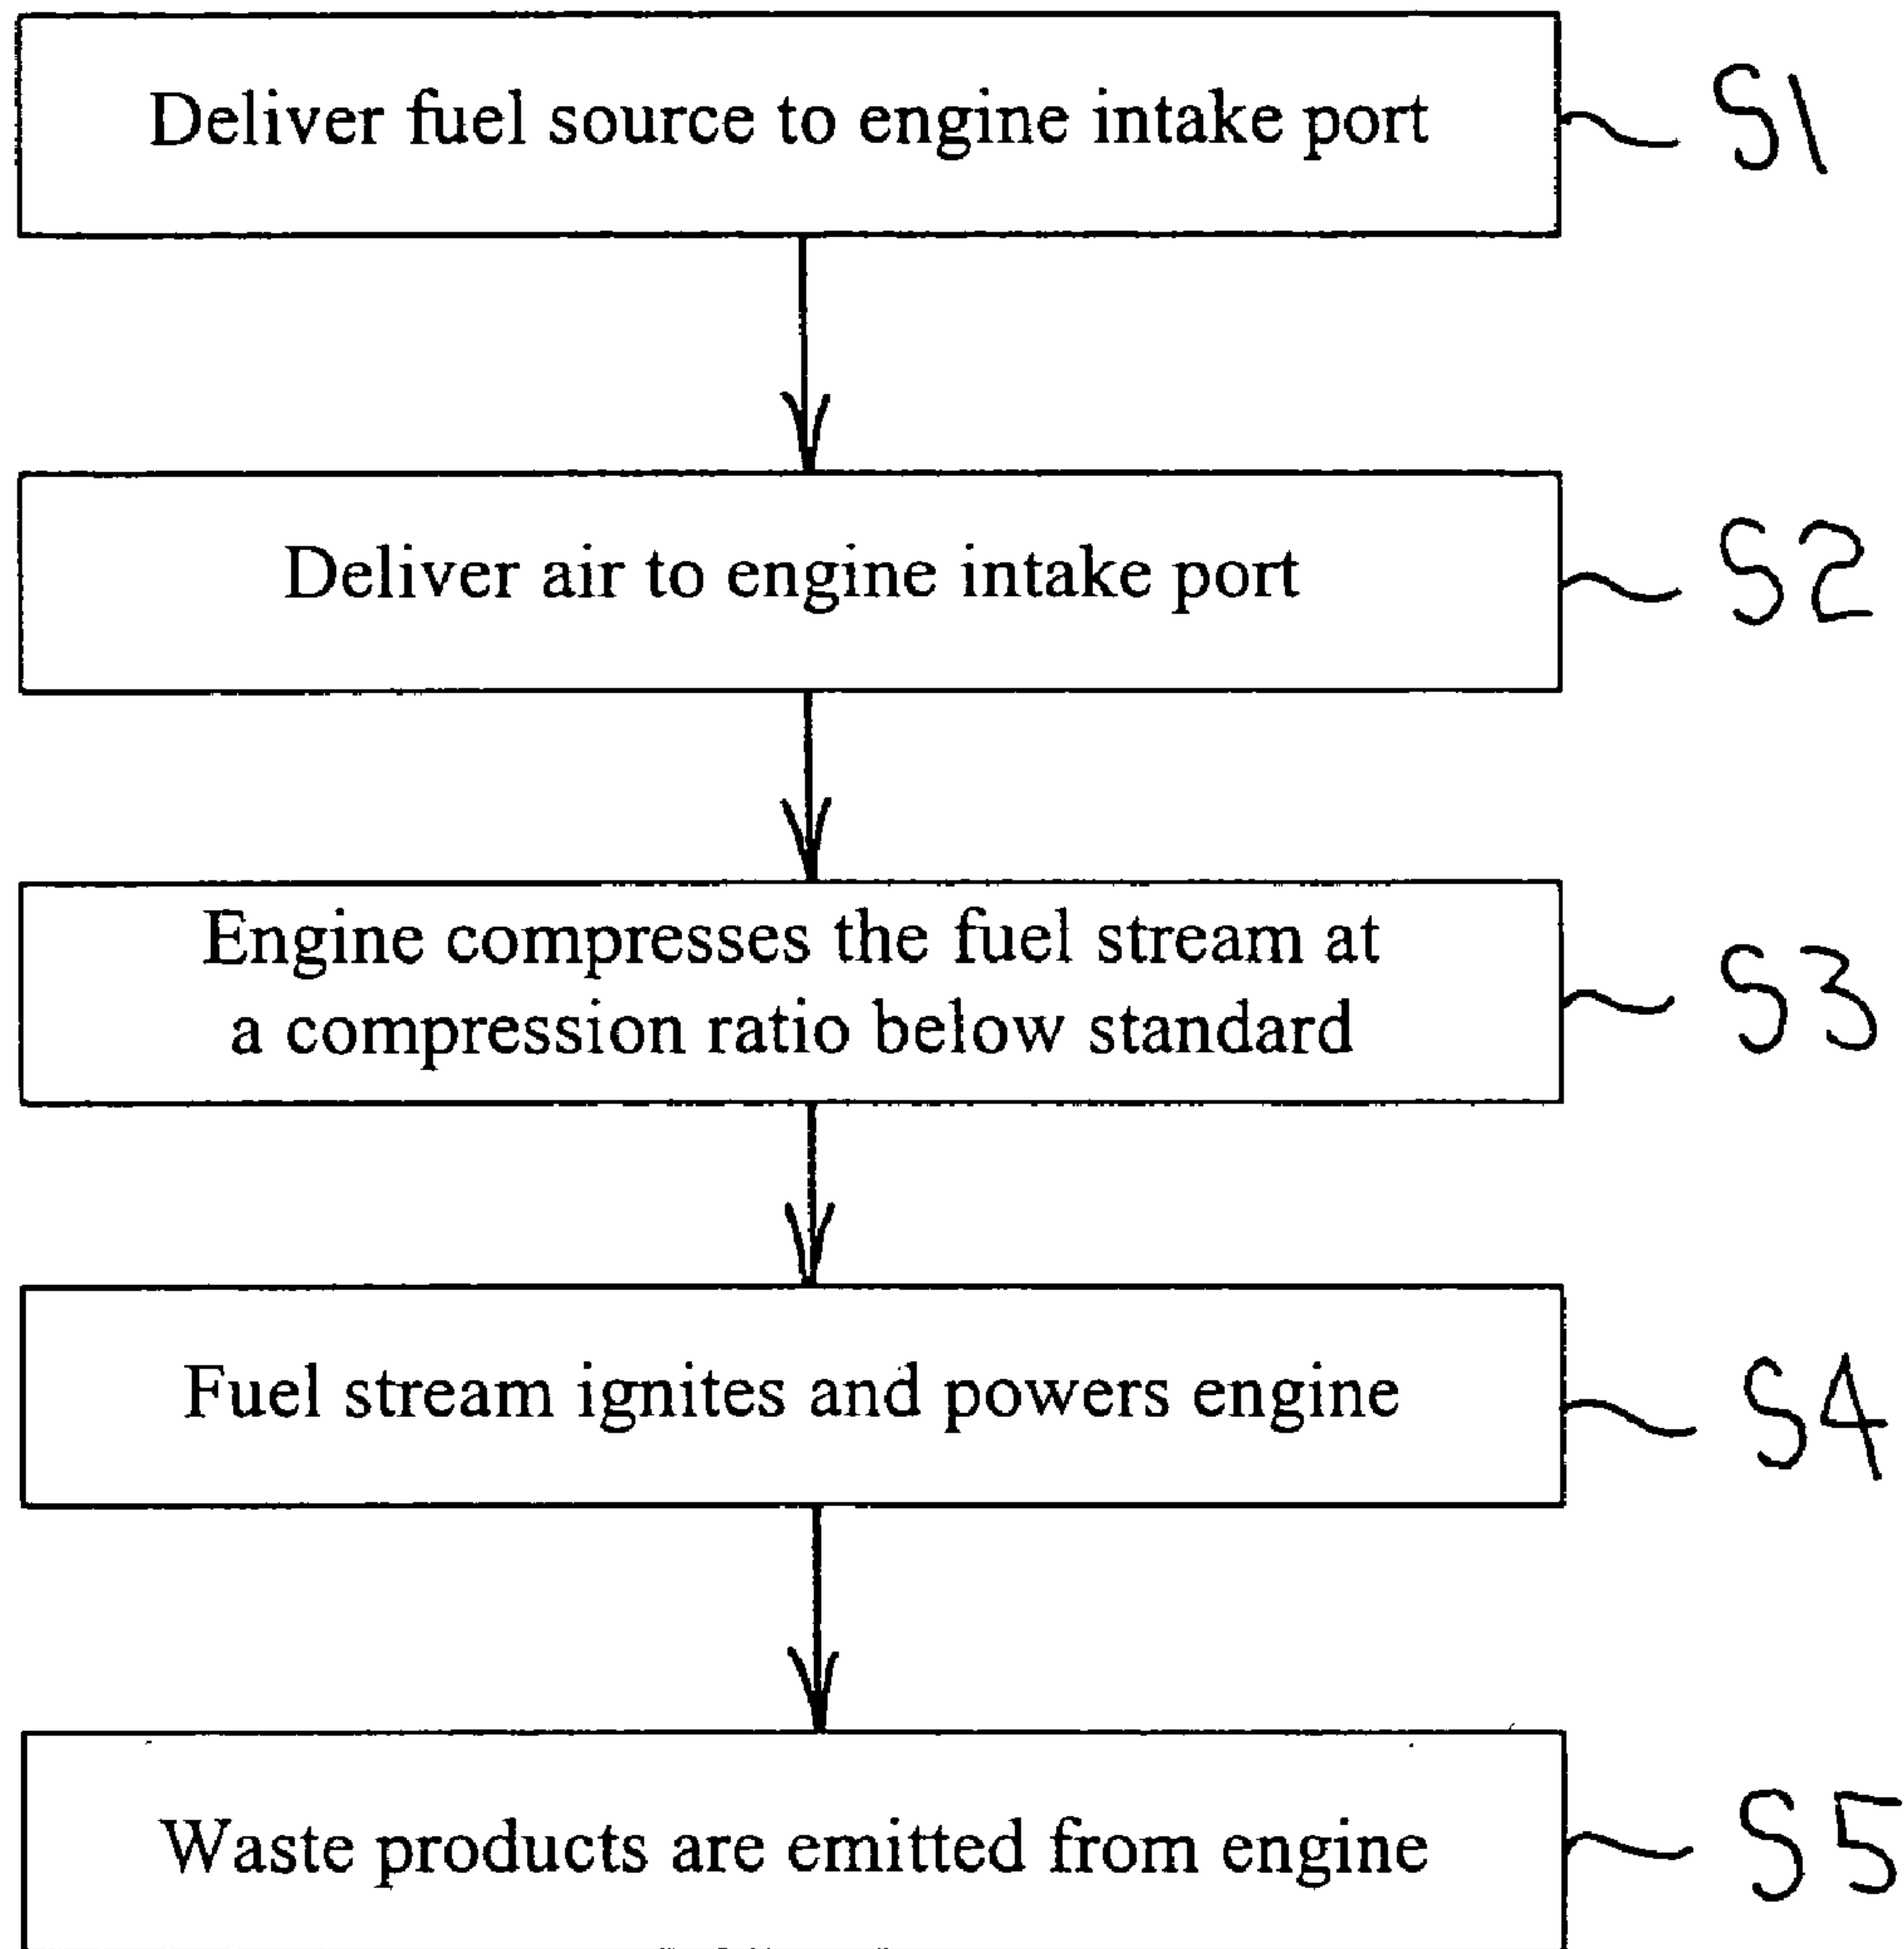 Deliver fuel source to engine intake port
S1
Deliver air to engine intake port
S2
Engine compresses the fuel stream at
a compression ratio below standard
S3
Fuel stream ignites and powers engine
S4
Waste products are emitted from engine
S5